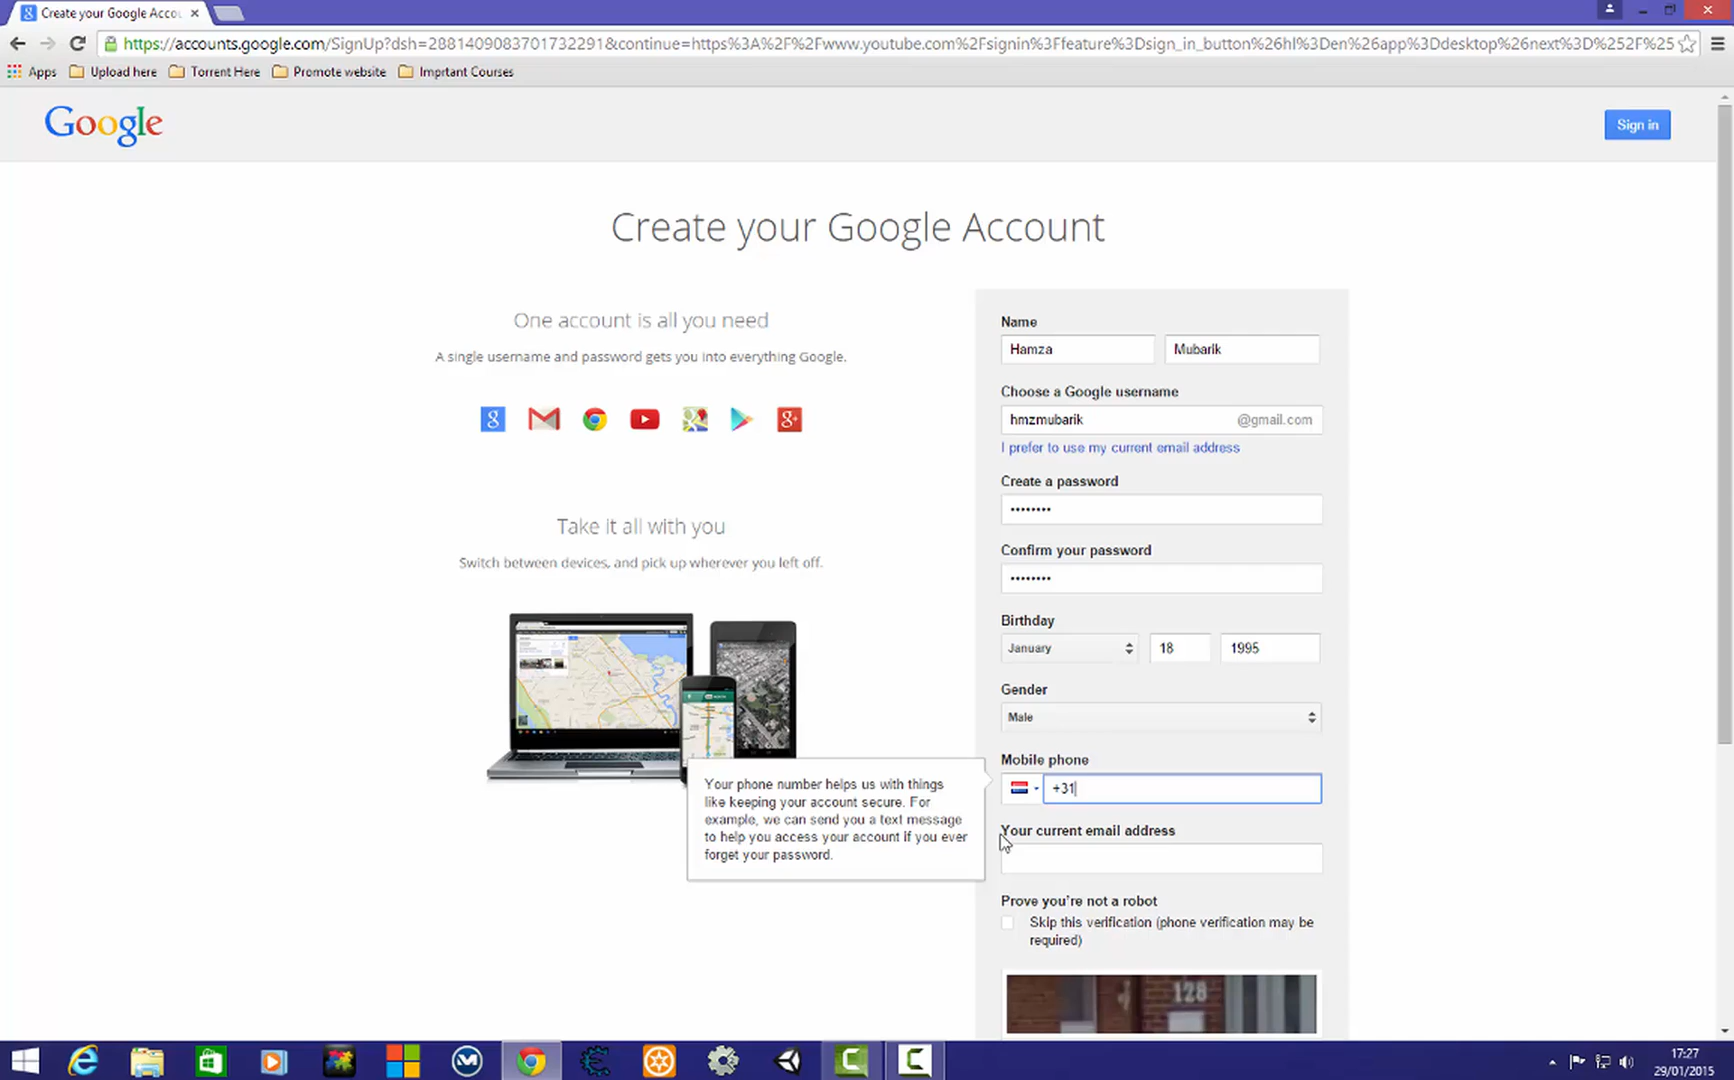 Create your Google Accou
https://accounts.google.com/SignUp?dsh=2881409083701732291&continue=https%3A%2F%2Fwww.youtube.com%2Fsignin%3Ffeature%3Dsign_in_button%26hl%3Den%26app%3Ddesktop%26next%3D%252F%25
Apps Upload here Torrent Here Promote website Imprtant Courses
Google
Sign in
Create your Google Account
One account is all you need
A single username and password gets you into everything Google.
Take it all with you
Switch between devices, and pick up wherever you left off.
Name
Hamza Mubarik
Choose a Google username
hmzmubarik @gmail.com
I prefer to use my current email address
Create a password
••••••••
Confirm your password
••••••••
Birthday
January 18 1995
Gender
Male
Mobile phone
+31
Your phone number helps us with things
like keeping your account secure. For
example, we can send you a text message
to help you access your account if you ever
forget your password.
Your current email address
Prove you're not a robot
Skip this verification (phone verification may be
required)
128
17:27
29/01/2015